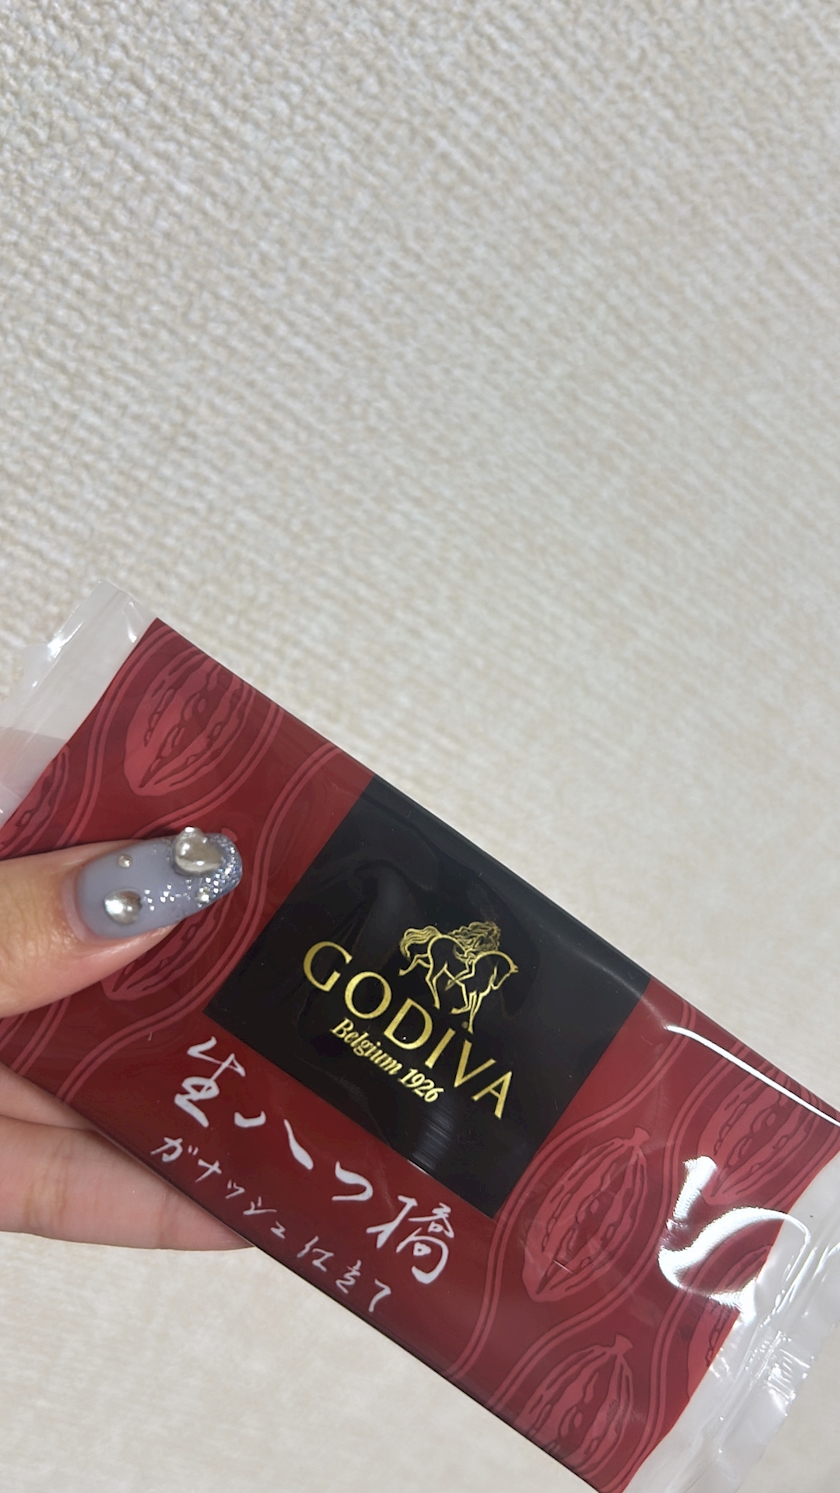 GODIVA
Belgium 1926
生八つ橋
ガナッシュ仕立て